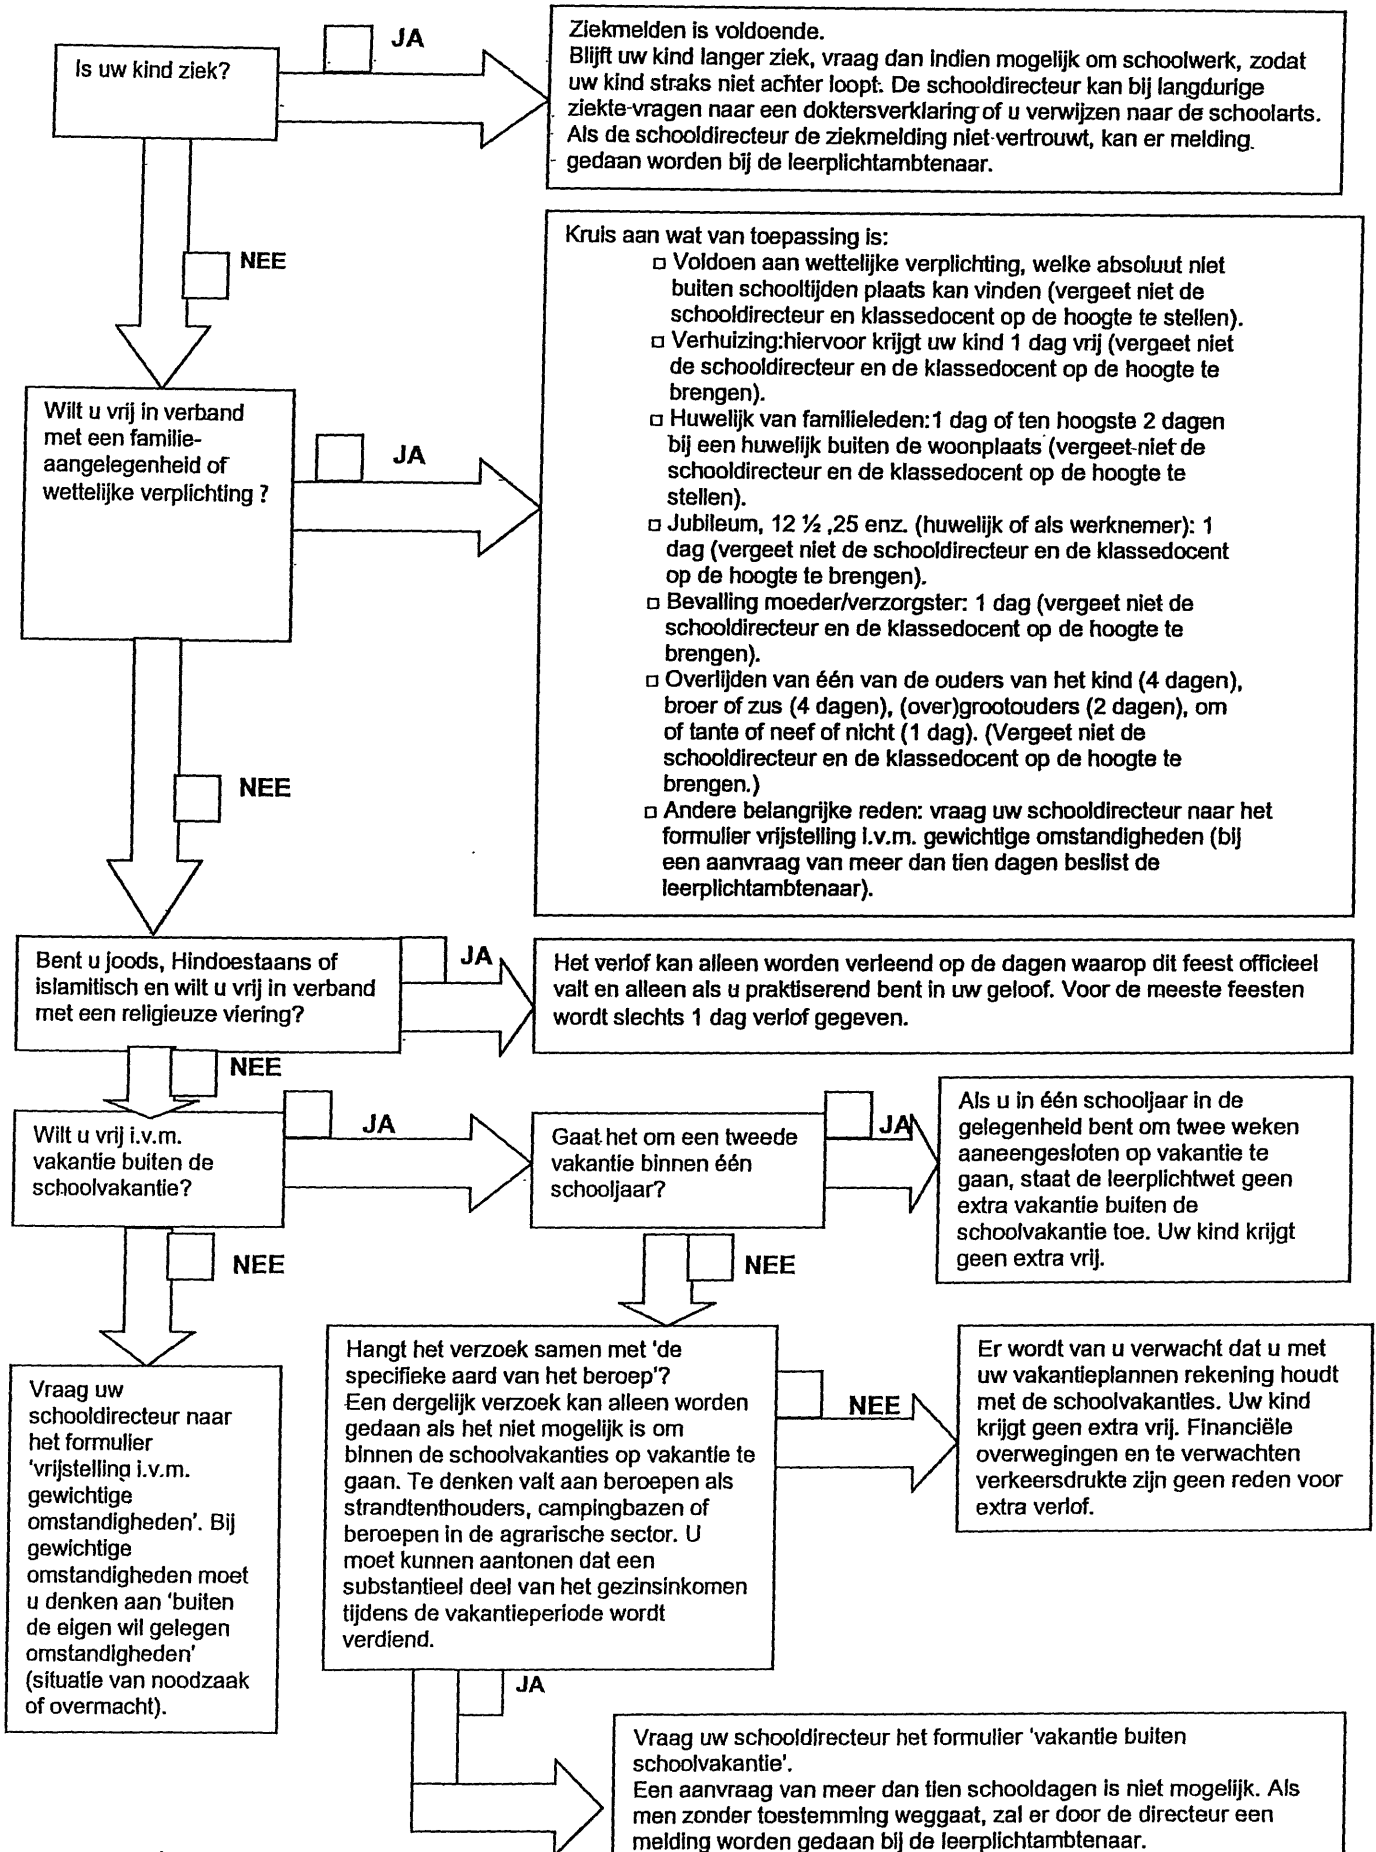 JA
Is uw kind ziek?
Ziekmelden is voldoende.
Blijft uw kind langer ziek, vraag dan indien mogelijk om schoolwerk, zodat
uw kind straks niet achter loopt. De schooldirecteur kan bij langdurige
ziekte vragen naar een doktersverklaring of u verwijzen naar de schoolarts.
Als de schooldirecteur de ziekmelding niet vertrouwt, kan er melding
gedaan worden bij de leerplichtambtenaar.
NEE
Wilt u vrij in verband
met een familie-
aangelegenheid of
wettelijke verplichting ?
JA
Kruis aan wat van toepassing is:
□ Voldoen aan wettelijke verplichting, welke absoluut niet
buiten schooltijden plaats kan vinden (vergeet niet de
schooldirecteur en klassedocent op de hoogte te stellen).
□ Verhuizing:hiervoor krijgt uw kind 1 dag vrij (vergeet niet
de schooldirecteur en de klassedocent op de hoogte te
brengen).
□ Huwelijk van familieleden:1 dag of ten hoogste 2 dagen
bij een huwelijk buiten de woonplaats (vergeet niet de
schooldirecteur en de klassedocent op de hoogte te
stellen).
□ Jubileum, 12 ½ ,25 enz. (huwelijk of als werknemer): 1
dag (vergeet niet de schooldirecteur en de klassedocent
op de hoogte te brengen).
□ Bevalling moeder/verzorgster: 1 dag (vergeet niet de
schooldirecteur en de klassedocent op de hoogte te
brengen).
□ Overlijden van één van de ouders van het kind (4 dagen),
broer of zus (4 dagen), (over)grootouders (2 dagen), om
of tante of neef of nicht (1 dag). (Vergeet niet de
schooldirecteur en de klassedocent op de hoogte te
brengen.)
□ Andere belangrijke reden: vraag uw schooldirecteur naar het
formulier vrijstelling i.v.m. gewichtige omstandigheden (bij
een aanvraag van meer dan tien dagen beslist de
leerplichtambtenaar).
NEE
Bent u joods, Hindoestaans of
islamitisch en wilt u vrij in verband
met een religieuze viering?
JA
Het verlof kan alleen worden verleend op de dagen waarop dit feest officieel
valt en alleen als u praktiserend bent in uw geloof. Voor de meeste feesten
wordt slechts 1 dag verlof gegeven.
NEE
Wilt u vrij i.v.m.
vakantie buiten de
schoolvakantie?
JA
Gaat het om een tweede
vakantie binnen één
schooljaar?
JA
Als u in één schooljaar in de
gelegenheid bent om twee weken
aaneengesloten op vakantie te
gaan, staat de leerplichtwet geen
extra vakantie buiten de
schoolvakantie toe. Uw kind krijgt
geen extra vrij.
NEE
NEE
Vraag uw
schooldirecteur naar
het formulier
'vrijstelling i.v.m.
gewichtige
omstandigheden'. Bij
gewichtige
omstandigheden moet
u denken aan 'buiten
de eigen wil gelegen
omstandigheden'
(situatie van noodzaak
of overmacht).
Hangt het verzoek samen met 'de
specifieke aard van het beroep'?
Een dergelijk verzoek kan alleen worden
gedaan als het niet mogelijk is om
binnen de schoolvakanties op vakantie te
gaan. Te denken valt aan beroepen als
strandtenthouders, campingbazen of
beroepen in de agrarische sector. U
moet kunnen aantonen dat een
substantieel deel van het gezinsinkomen
tijdens de vakantieperiode wordt
verdiend.
NEE
Er wordt van u verwacht dat u met
uw vakantieplannen rekening houdt
met de schoolvakanties. Uw kind
krijgt geen extra vrij. Financiële
overwegingen en te verwachten
verkeersdrukte zijn geen reden voor
extra verlof.
JA
Vraag uw schooldirecteur het formulier 'vakantie buiten
schoolvakantie'.
Een aanvraag van meer dan tien schooldagen is niet mogelijk. Als
men zonder toestemming weggaat, zal er door de directeur een
melding worden gedaan bij de leerplichtambtenaar.